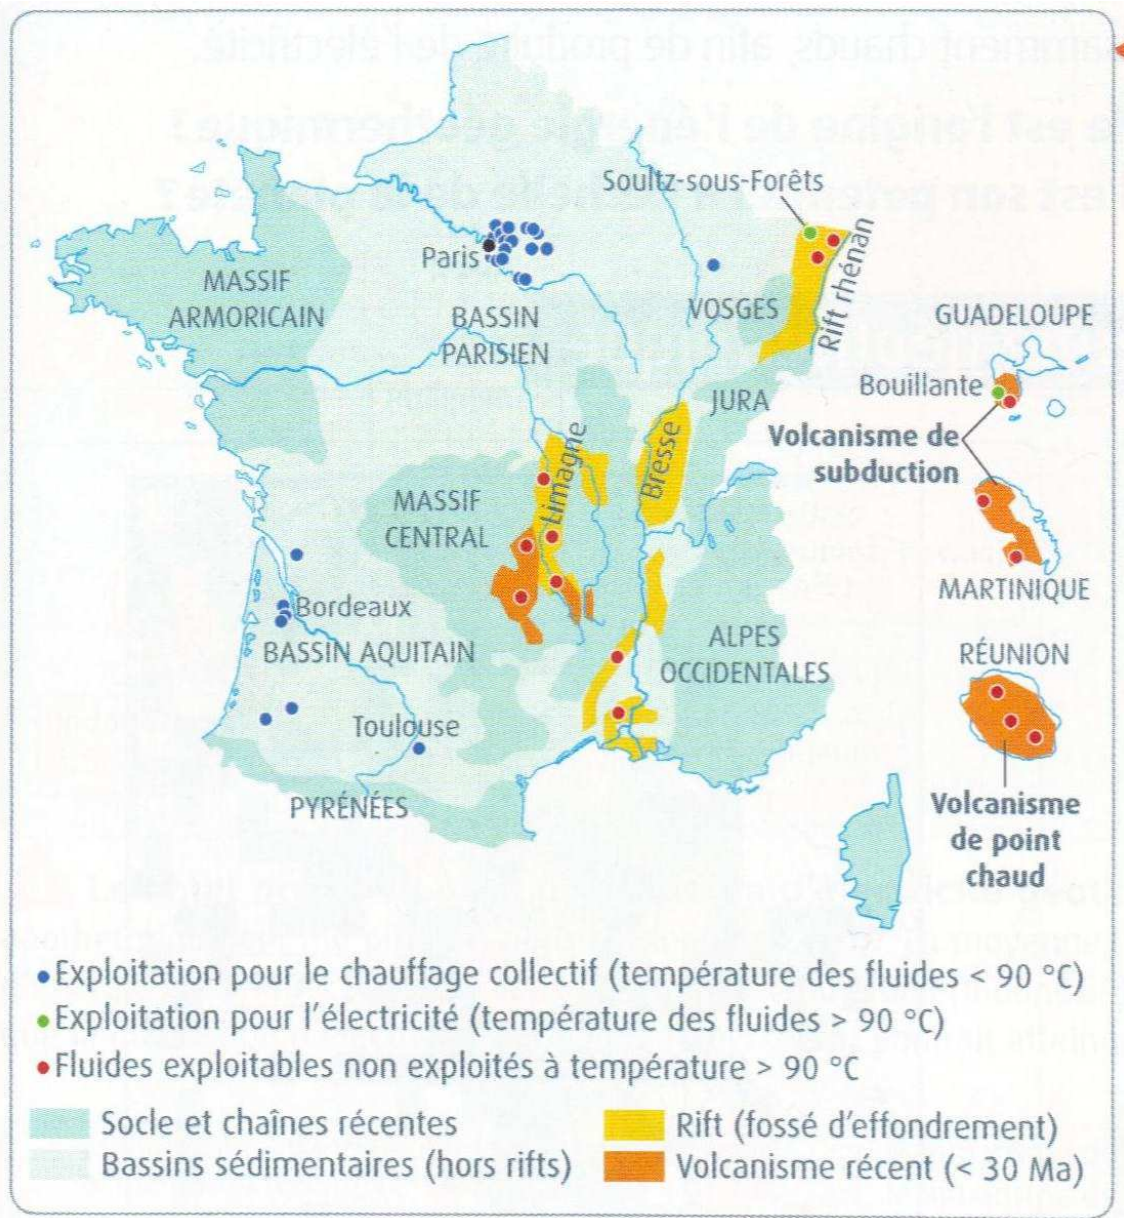 Soultz-sous-Forêts
Paris
MASSIF
ARMORICAIN
BASSIN
PARISIEN
VOSGES
Rift rhénan
GUADELOUPE
Bouillante
JURA
Volcanisme de
subduction
Bresse
Limagne
MASSIF
CENTRAL
MARTINIQUE
Bordeaux
BASSIN AQUITAIN
ALPES
OCCIDENTALES
RÉUNION
Toulouse
PYRÉNÉES
Volcanisme
de point
chaud
Exploitation pour le chauffage collectif (température des fluides < 90 °C)
Exploitation pour l'électricité (température des fluides > 90 °C)
Fluides exploitables non exploités à température > 90 °C
Socle et chaînes récentes
Rift (fossé d'effondrement)
Bassins sédimentaires (hors rifts)
Volcanisme récent (< 30 Ma)